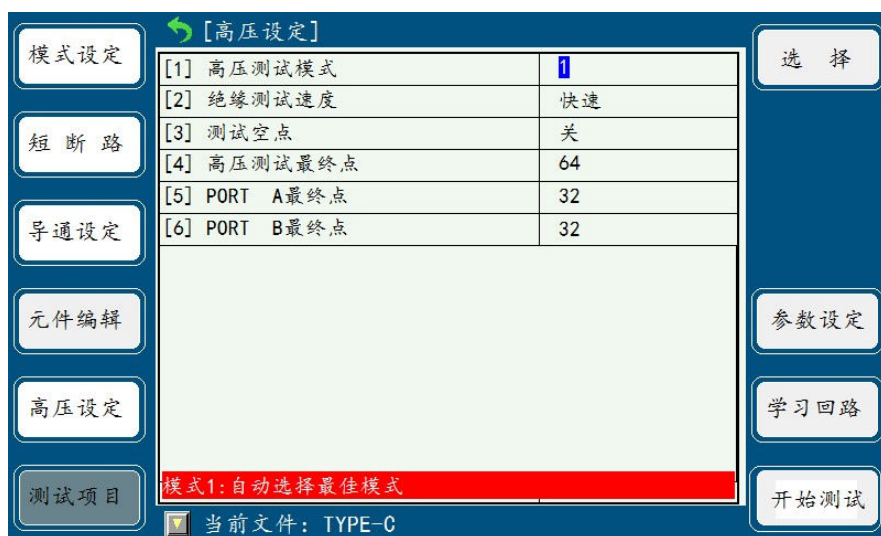 [高压设定]
模式设定
短 断 路
导通设定
元件编辑
高压设定
测试项目
[1] 高压测试模式 1
[2] 绝缘测试速度 快速
[3] 测试空点 关
[4] 高压测试最终点 64
[5] PORT A最终点 32
[6] PORT B最终点 32
模式1:自动选择最佳模式
当前文件: TYPE-C
选 择
参数设定
学习回路
开始测试